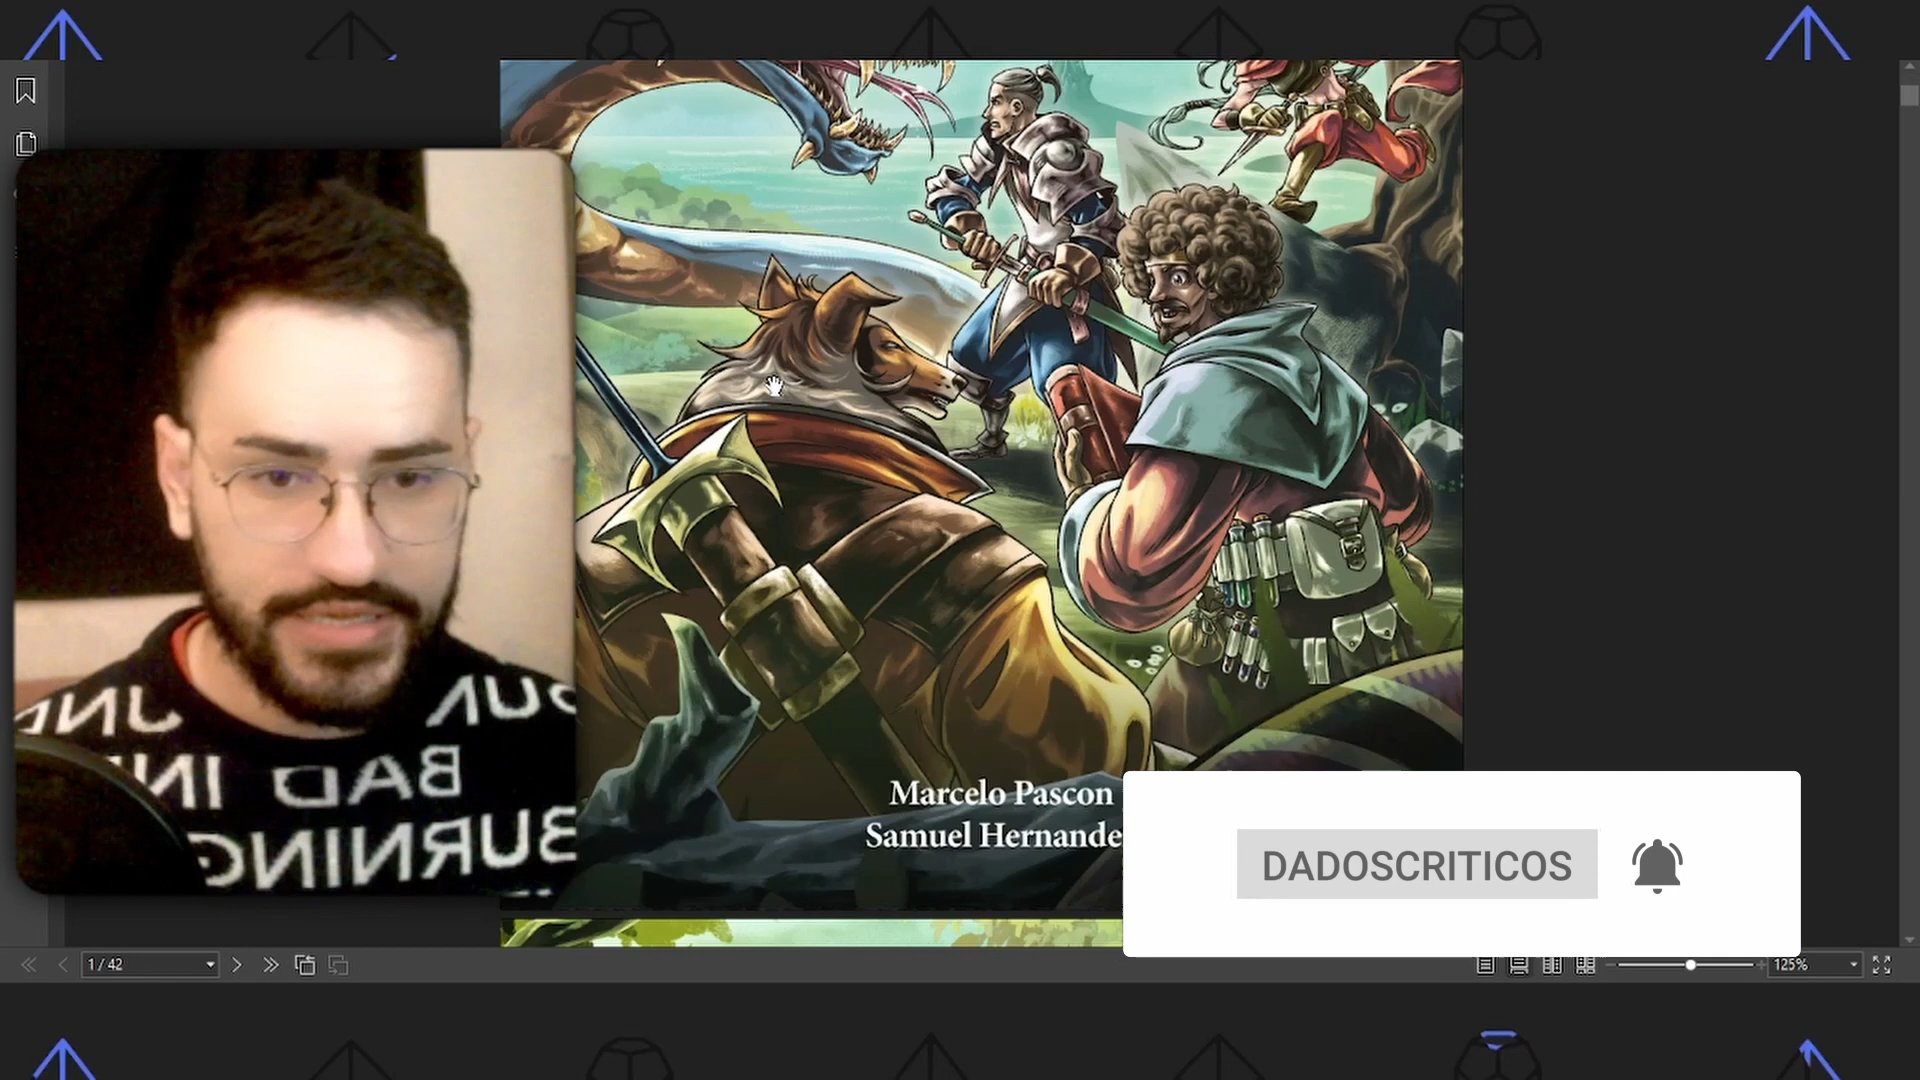 Marcelo Pascon
Samuel Hernande
BAD
DADOSCRITICOS
1 / 42
125%